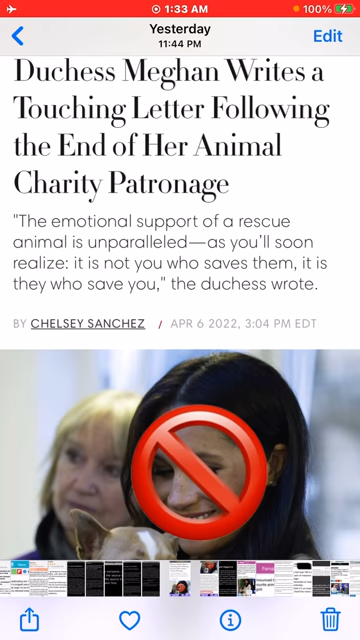 1:33 AM
100%
Yesterday
11:44 PM
Edit
Duchess Meghan Writes a
Touching Letter Following
the End of Her Animal
Charity Patronage
"The emotional support of a rescue
animal is unparalleled—as you'll soon
realize: it is not you who saves them, it is
they who save you," the duchess wrote.
BY CHELSEY SANCHEZ / APR 6 2022, 3:04 PM EDT